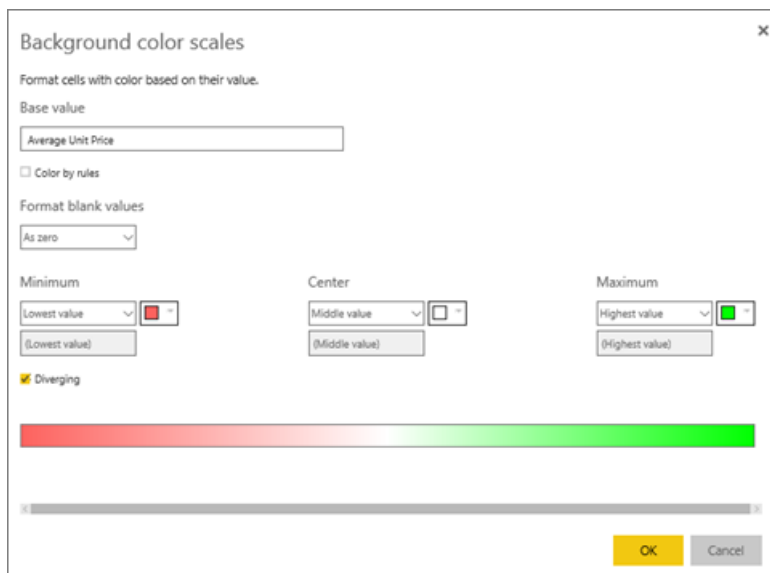 Background color scales
Format cells with color based on their value.
Base value
Average Unit Price
Color by rules
Format blank values
As zero
Minimum Center Maximum
Lowest value Middle value Highest value
(Lowest value) (Middle value) (Highest value)
Diverging
OK Cancel